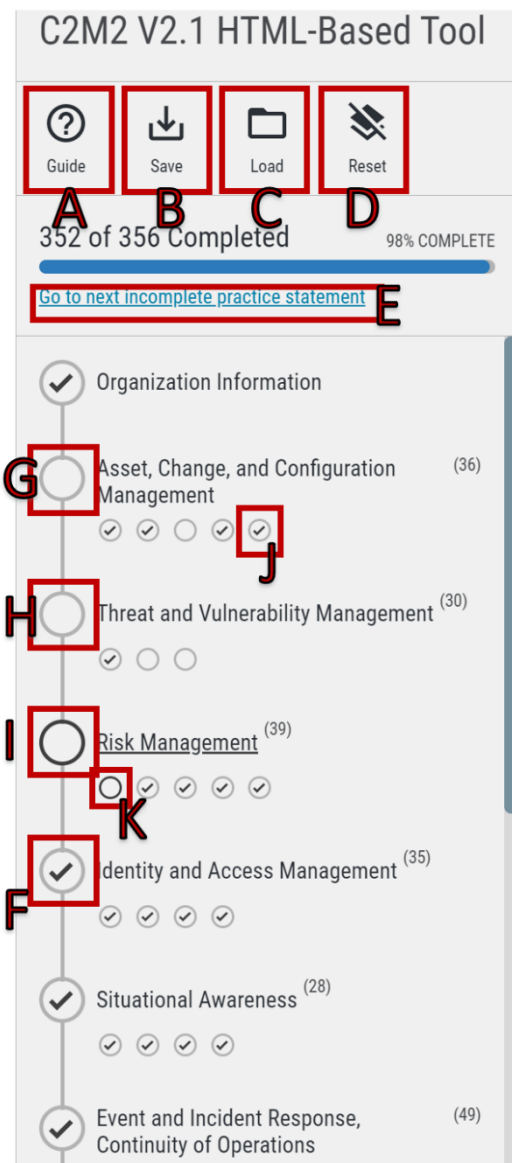 C2M2 V2.1 HTML-Based Tool
Guide Save Load Reset
A B C D
352 of 356 Completed 98% COMPLETE
Go to next incomplete practice statement E
Organization Information
G Asset, Change, and Configuration (36)
Management
J
H Threat and Vulnerability Management (30)
I Risk Management (39)
K
F Identity and Access Management (35)
Situational Awareness (28)
Event and Incident Response, (49)
Continuity of Operations